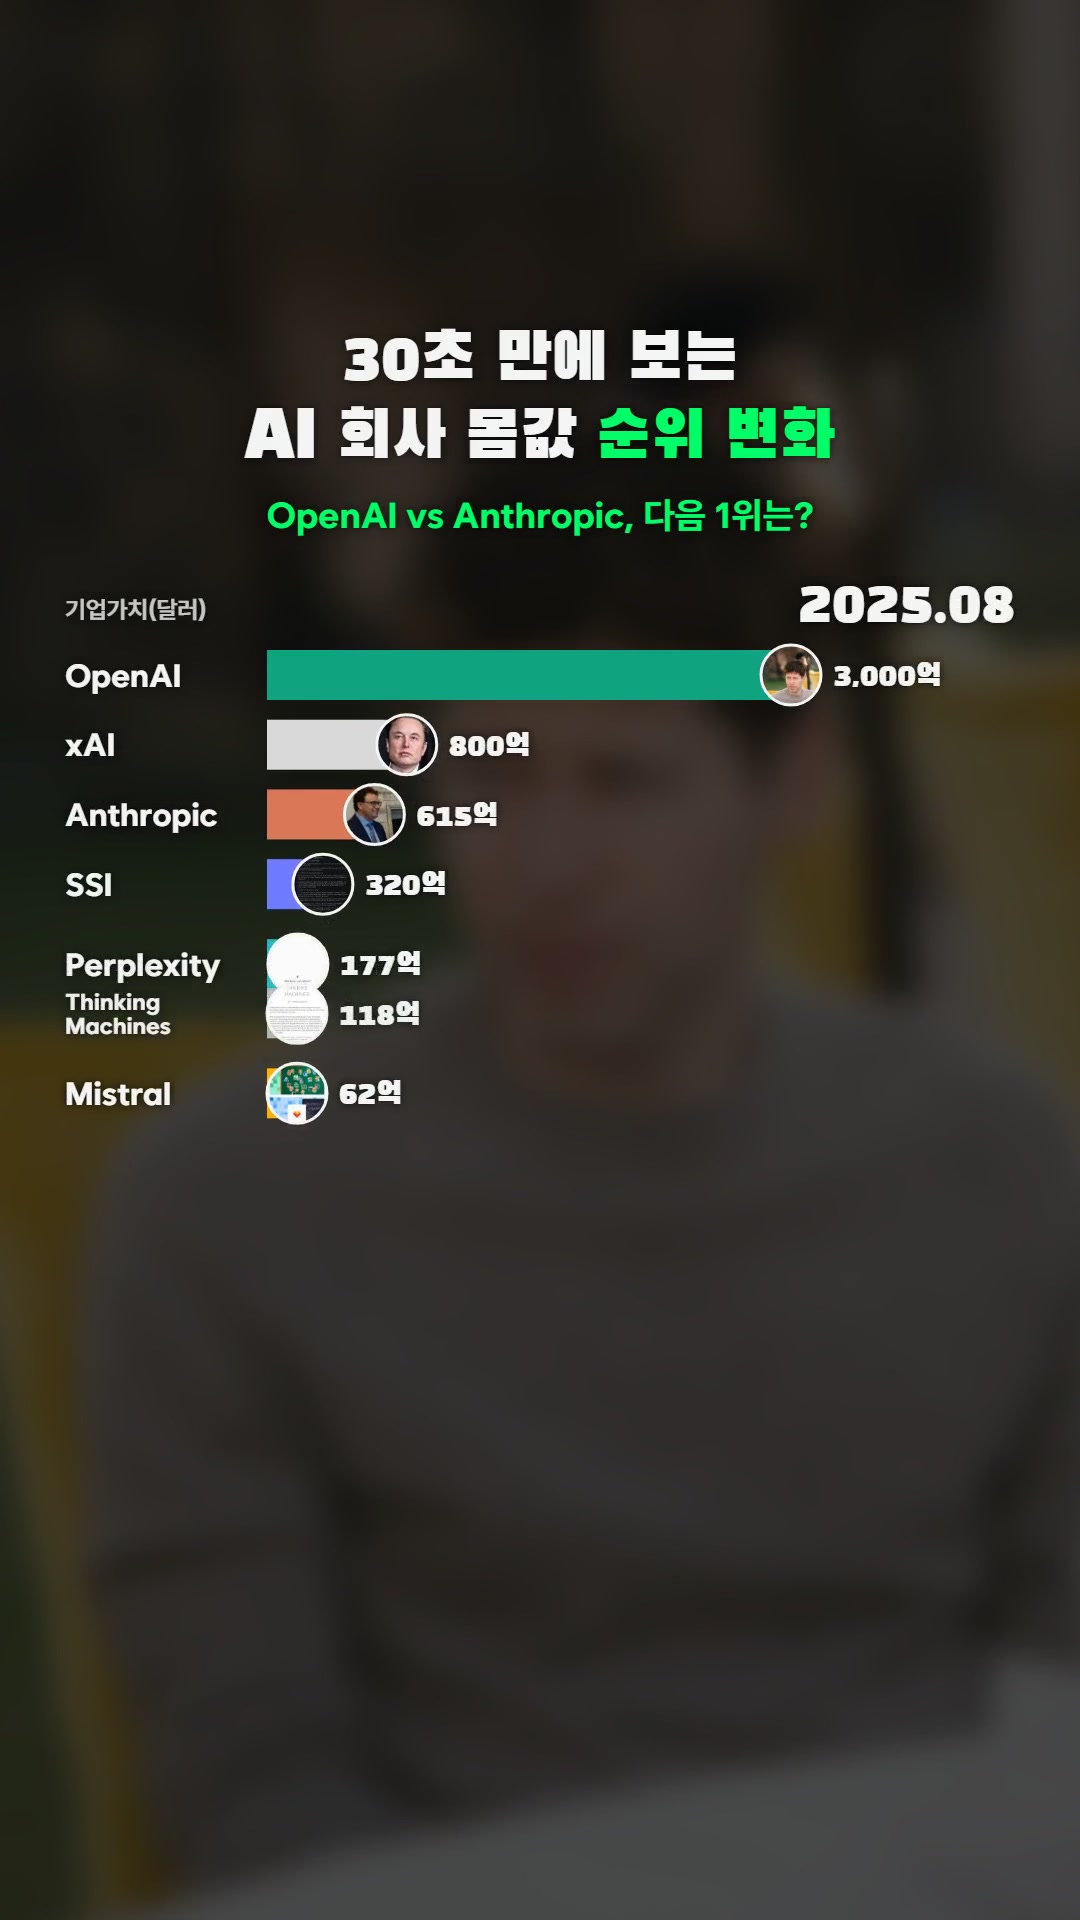 30초 만에 보는
AI 회사 몸값 순위 변화
OpenAI vs Anthropic, 다음 1위는?
기업가치(달러)
2025.08
OpenAI 3,000억
xAI 800억
Anthropic 615억
SSI 320억
Perplexity 177억
Thinking
Machines 118억
Mistral 62억